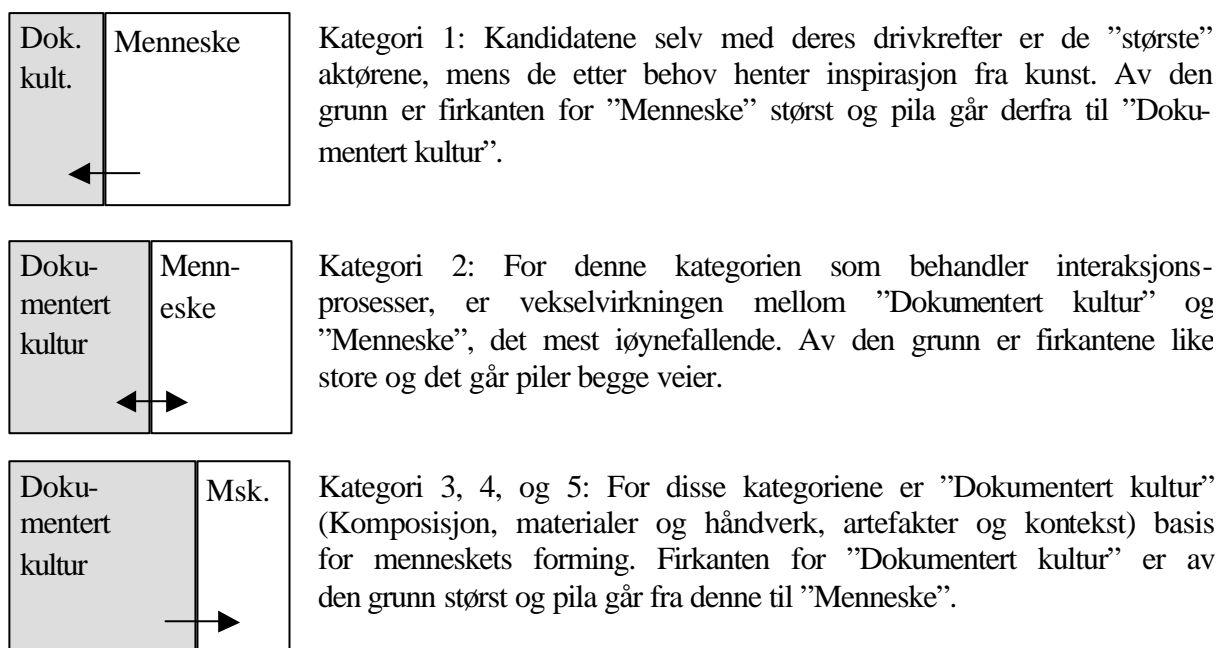 Dok.
kult.
Menneske
Kategori 1: Kandidatene selv med deres drivkrefter er de ”største”
aktørene, mens de etter behov henter inspirasjon fra kunst. Av den
grunn er firkanten for ”Menneske” størst og pila går derfra til ”Doku-
mentert kultur”.
Doku-
mentert
kultur
Menn-
eske
Kategori 2: For denne kategorien som behandler interaksjons-
prosesser, er vekselvirkningen mellom ”Dokumentert kultur” og
”Menneske”, det mest iøynefallende. Av den grunn er firkantene like
store og det går piler begge veier.
Doku-
mentert
kultur
Msk.
Kategori 3, 4, og 5: For disse kategoriene er ”Dokumentert kultur”
(Komposisjon, materialer og håndverk, artefakter og kontekst) basis
for menneskets forming. Firkanten for ”Dokumentert kultur” er av
den grunn størst og pila går fra denne til ”Menneske”.